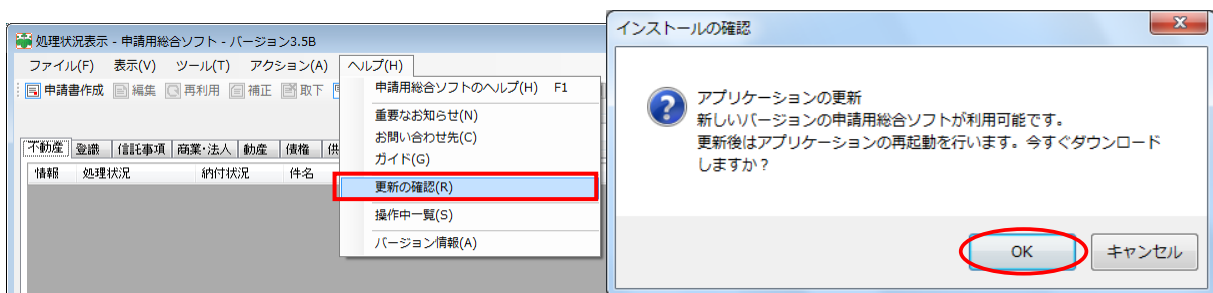 処理状況表示 - 申請用総合ソフト - バージョン3.5B
ファイル(F) 表示(V) ツール(T) アクション(A) ヘルプ(H)
申請書作成 編集 再利用 補正 取下
申請用総合ソフトのヘルプ(H) F1
重要なお知らせ(N)
お問い合わせ先(C)
ガイド(G)
更新の確認(R)
操作中一覧(S)
バージョン情報(A)
不動産 登識 信託事項 商業・法人 動産 債権 供
情報 処理状況 納付状況 件名
インストールの確認
アプリケーションの更新
新しいバージョンの申請用総合ソフトが利用可能です。
更新後はアプリケーションの再起動を行います。今すぐダウンロード
しますか？
OK キャンセル